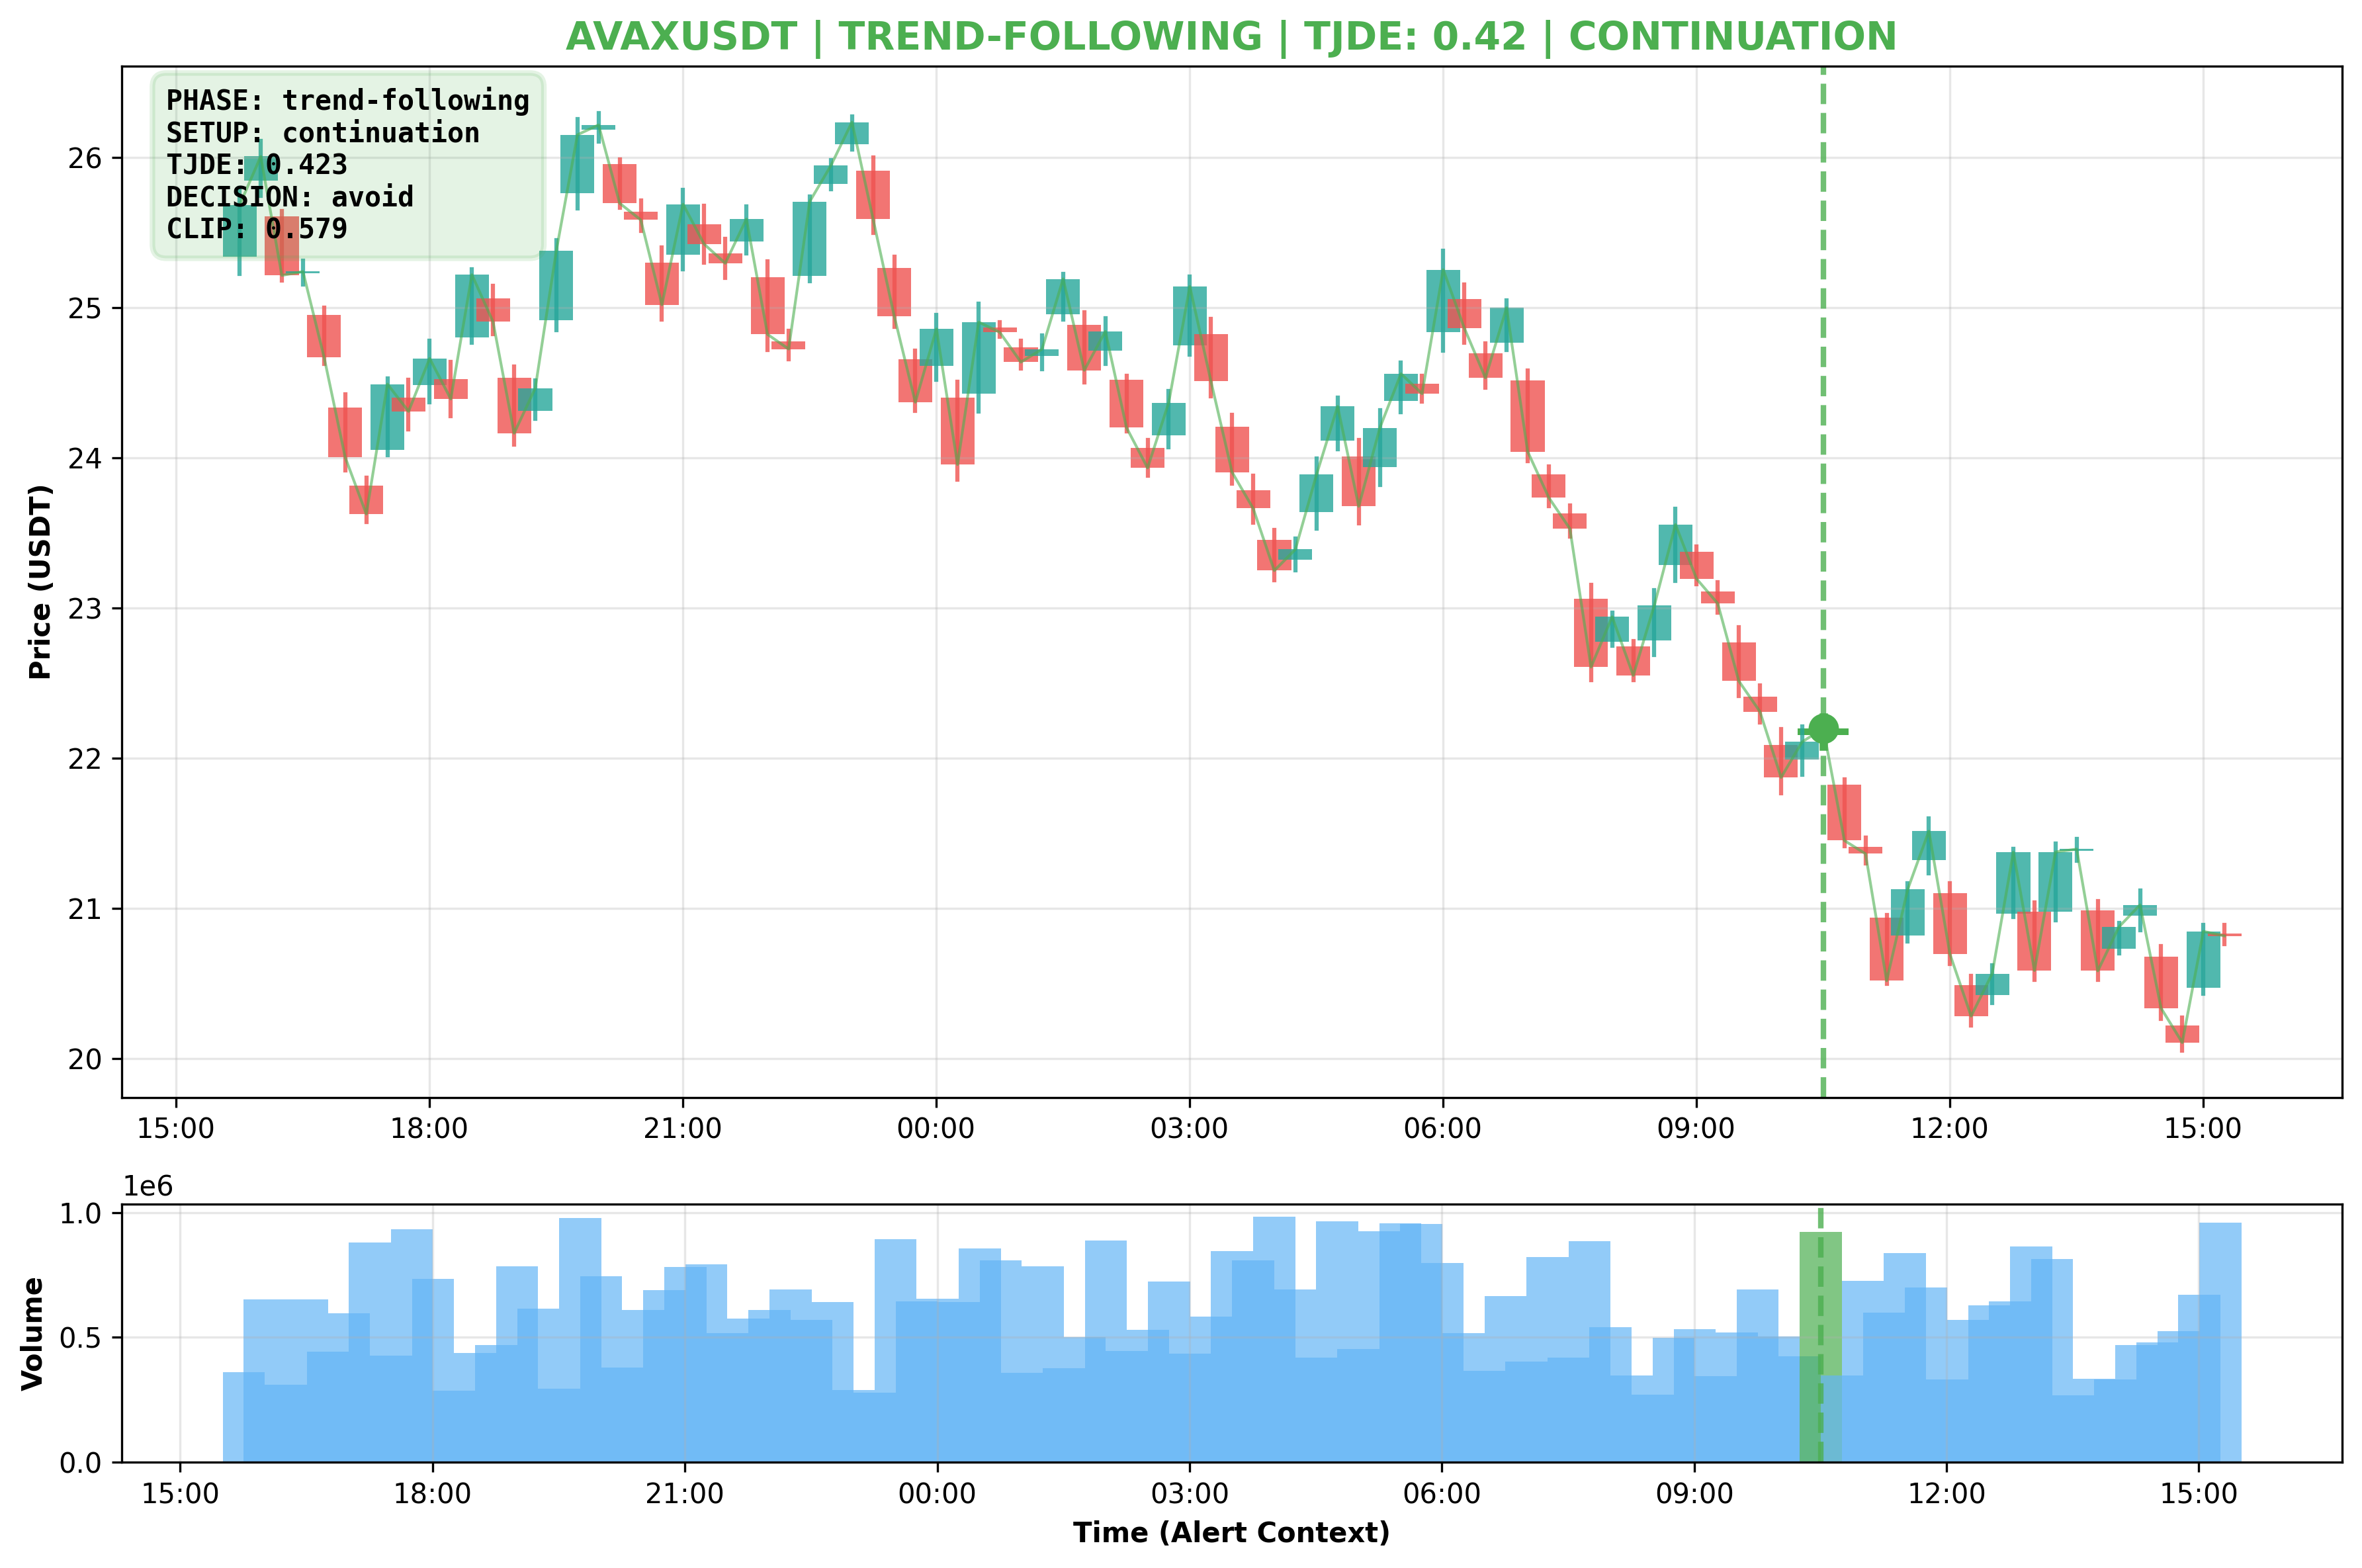 AVAXUSDT | TREND-FOLLOWING | TJDE: 0.42 | CONTINUATION
PHASE: trend-following
SETUP: continuation
TJDE: 0.423
DECISION: avoid
CLIP: 0.579
Price (USDT)
26
25
24
23
22
21
20
15:00 18:00 21:00 00:00 03:00 06:00 09:00 12:00 15:00
1e6
Volume
1.0
0.5
0.0
15:00 18:00 21:00 00:00 03:00 06:00 09:00 12:00 15:00
Time (Alert Context)